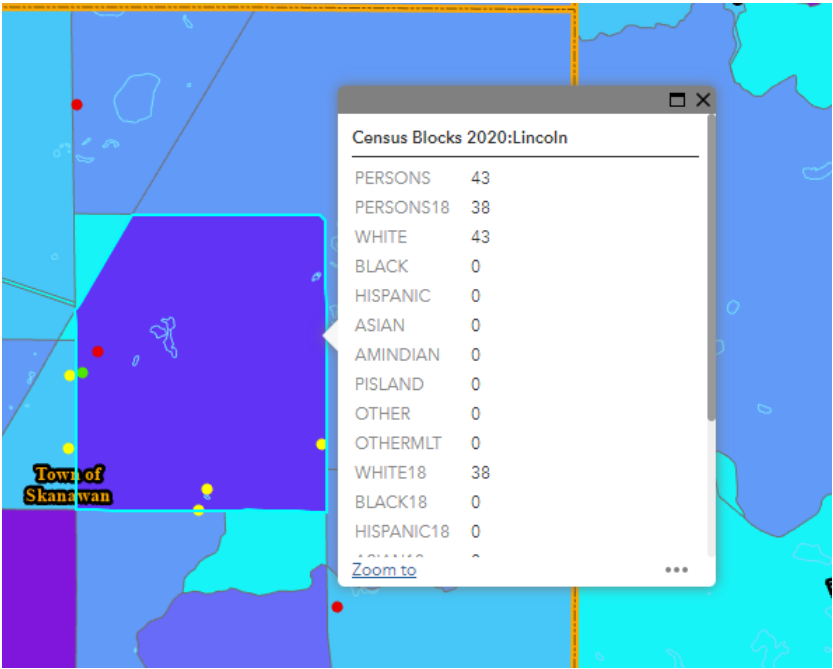 Census Blocks 2020:Lincoln
PERSONS 43
PERSONS18 38
WHITE 43
BLACK 0
HISPANIC 0
ASIAN 0
AMINDIAN 0
PISLAND 0
OTHER 0
OTHERMLT 0
WHITE18 38
BLACK18 0
HISPANIC18 0
Zoom to
Town of
Skanawan